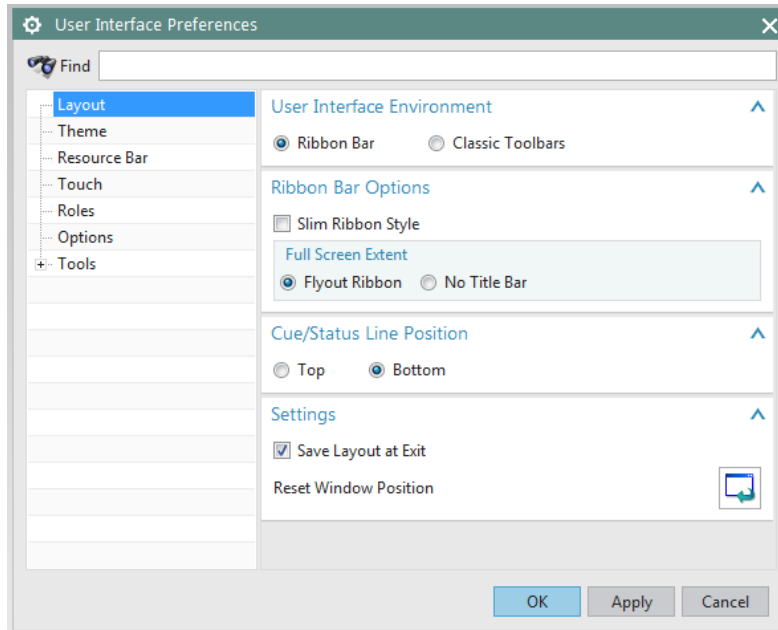 User Interface Preferences
Find
Layout
Theme
Resource Bar
Touch
Roles
Options
Tools
User Interface Environment
Ribbon Bar Classic Toolbars
Ribbon Bar Options
Slim Ribbon Style
Full Screen Extent
Flyout Ribbon No Title Bar
Cue/Status Line Position
Top Bottom
Settings
Save Layout at Exit
Reset Window Position
OK Apply Cancel